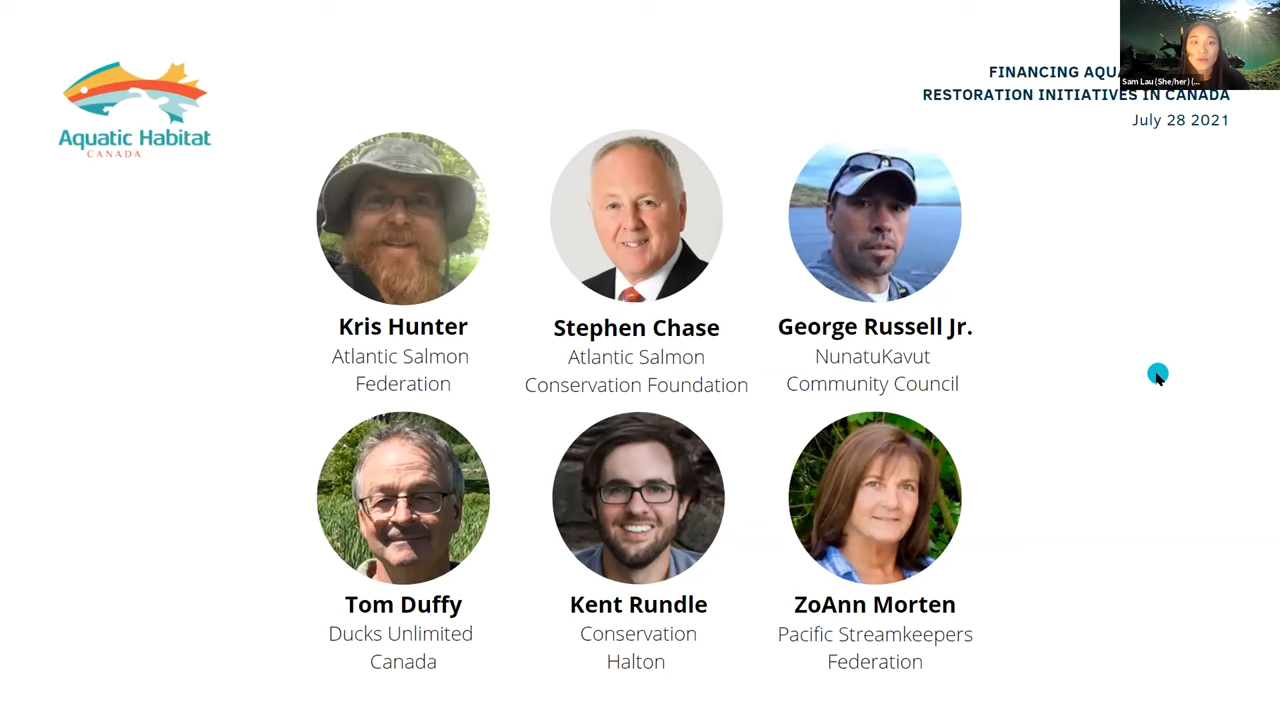 Aquatic Habitat
CANADA
FINANCING
RESTORATION INITIATIVES IN CANADA
July 28 2021
Sam Lau (She/her) (...
Kris Hunter
Atlantic Salmon
Federation
Stephen Chase
Atlantic Salmon
Conservation Foundation
George Russell Jr.
NunatuKavut
Community Council
Tom Duffy
Ducks Unlimited
Canada
Kent Rundle
Conservation
Halton
ZoAnn Morten
Pacific Streamkeepers
Federation